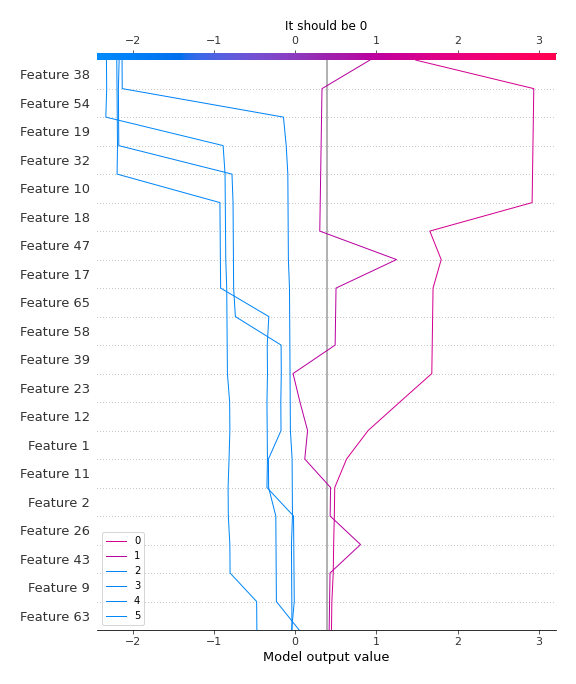 It should be 0
−2 −1 0 1 2 3
Feature 38
Feature 54
Feature 19
Feature 32
Feature 10
Feature 18
Feature 47
Feature 17
Feature 65
Feature 58
Feature 39
Feature 23
Feature 12
Feature 1
Feature 11
Feature 2
Feature 26
Feature 43
Feature 9
Feature 63
0
1
2
3
4
5
−2 −1 0 1 2 3
Model output value